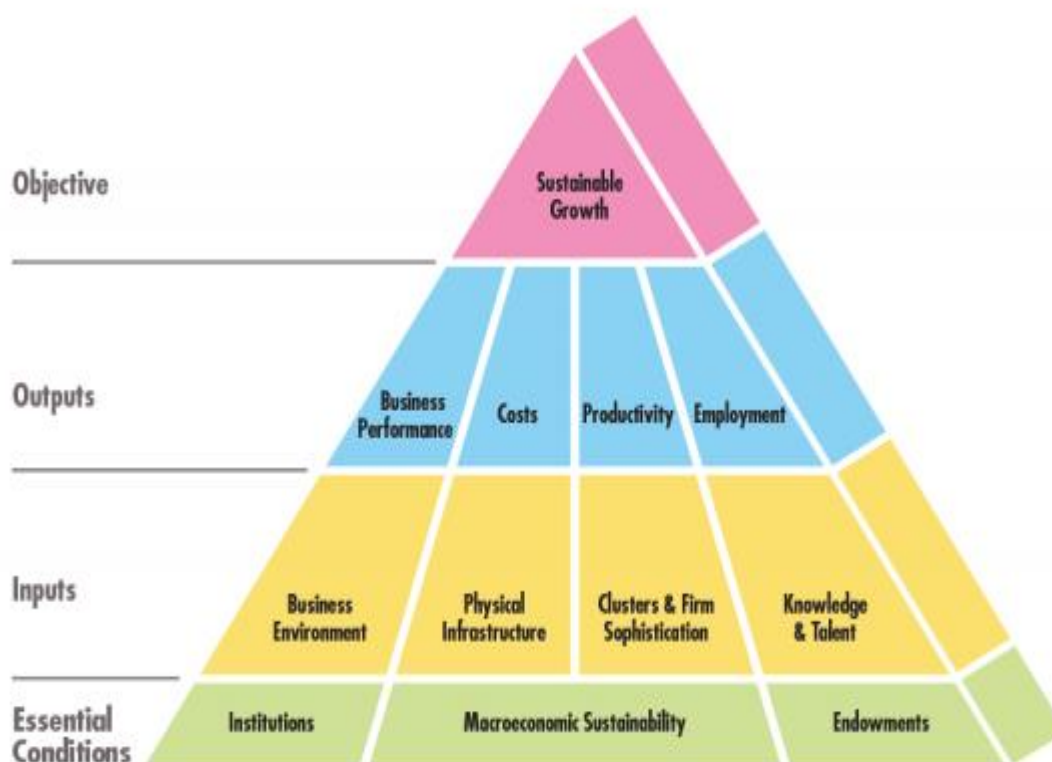 Objective
Sustainable
Growth
Outputs
Business
Performance
Costs
Productivity
Employment
Inputs
Business
Environment
Physical
Infrastructure
Clusters & Firm
Sophistication
Knowledge
& Talent
Essential
Conditions
Institutions
Macroeconomic Sustainability
Endowments